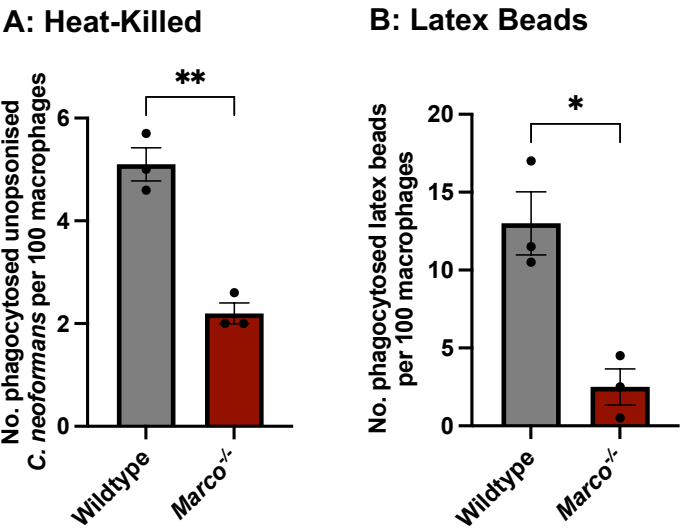 A: Heat-Killed
No. phagocytosed unopsonised
C. neoformans per 100 macrophages
6
4
2
0
**
Wildtype
Marco-/-
B: Latex Beads
No. phagocytosed latex beads
per 100 macrophages
20
15
10
5
0
*
Wildtype
Marco-/-